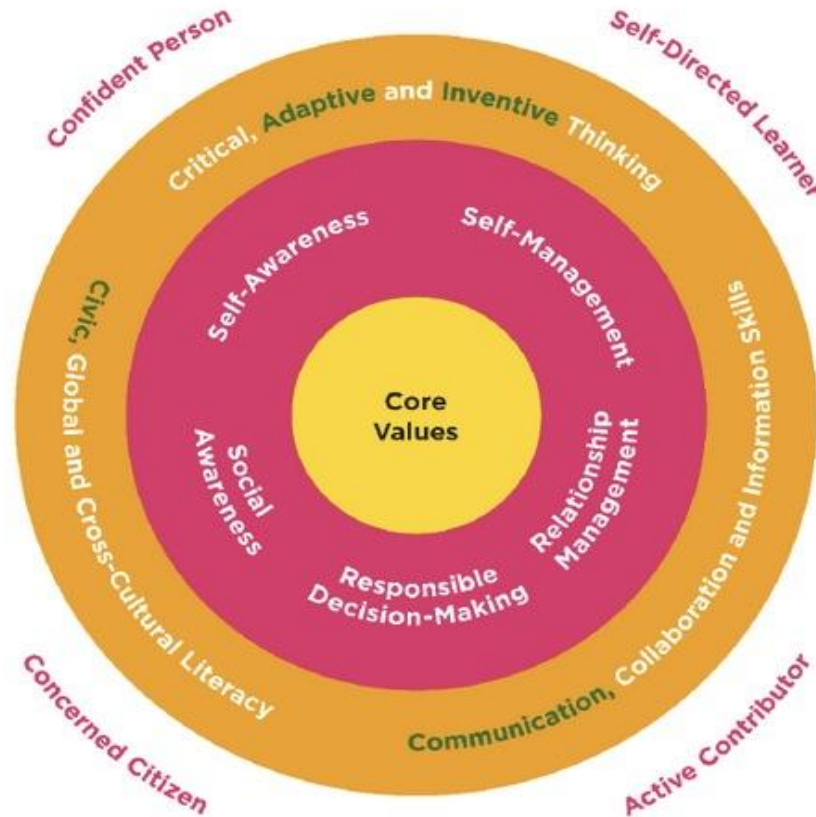 Confident Person
Self-Directed Learner
Critical, Adaptive and Inventive Thinking
Self-Awareness
Self-Management
Civic, Global and Cross-Cultural Literacy
Core
Values
Communication, Collaboration and Information Skills
Social
Awareness
Relationship
Management
Responsible
Decision-Making
Concerned Citizen
Active Contributor